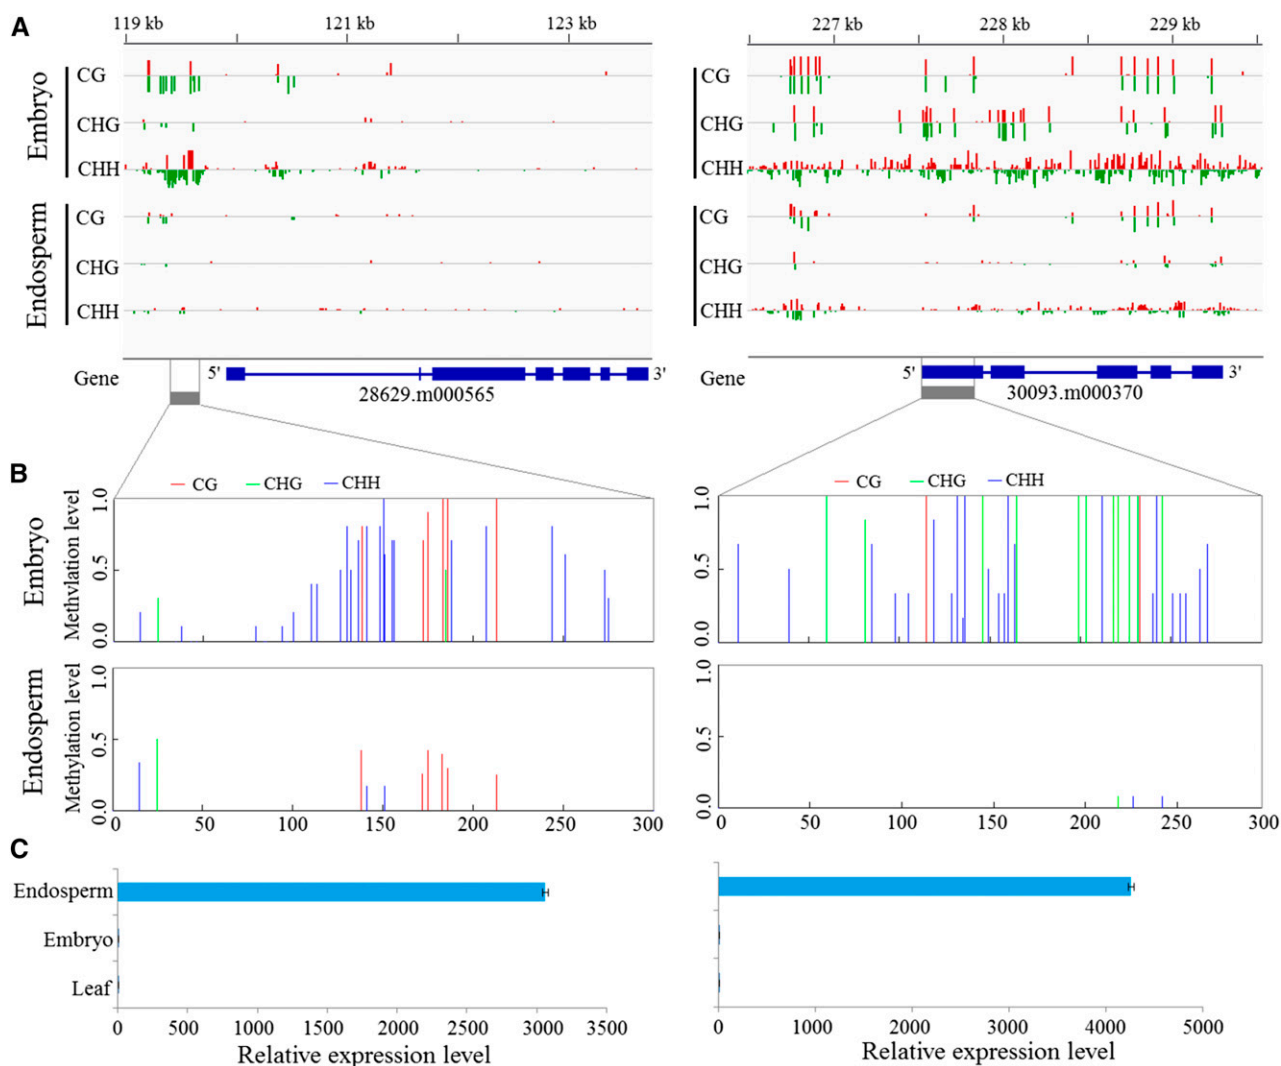 A
119 kb 121 kb 123 kb
227 kb 228 kb 229 kb
Embryo
CG
CHG
CHH
Endosperm
CG
CHG
CHH
CG
CHG
CHH
CG
CHG
CHH
Gene 5' 3'
28629.m000565
Gene 5' 3'
30093.m000370
B
CG CHG CHH
CG CHG CHH
Embryo
Methylation level
0.0 0.5 1.0
0.0 0.5 1.0
Endosperm
Methylation level
0.0 0.5 1.0
0.0 0.5 1.0
0 50 100 150 200 250 300
0 50 100 150 200 250 300
C
Endosperm
Embryo
Leaf
0 500 1000 1500 2000 2500 3000 3500
Relative expression level
0 1000 2000 3000 4000 5000
Relative expression level